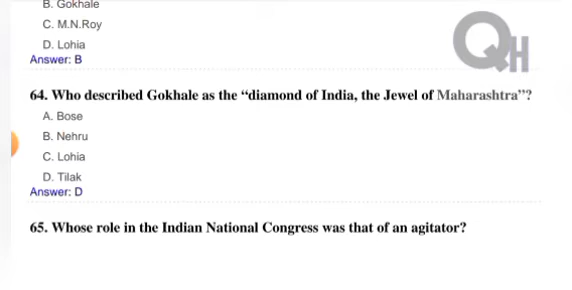 B. Gokhale
C. M.N.Roy
D. Lohia
Answer: B
QH
64. Who described Gokhale as the “diamond of India, the Jewel of Maharashtra”?
A. Bose
B. Nehru
C. Lohia
D. Tilak
Answer: D
65. Whose role in the Indian National Congress was that of an agitator?